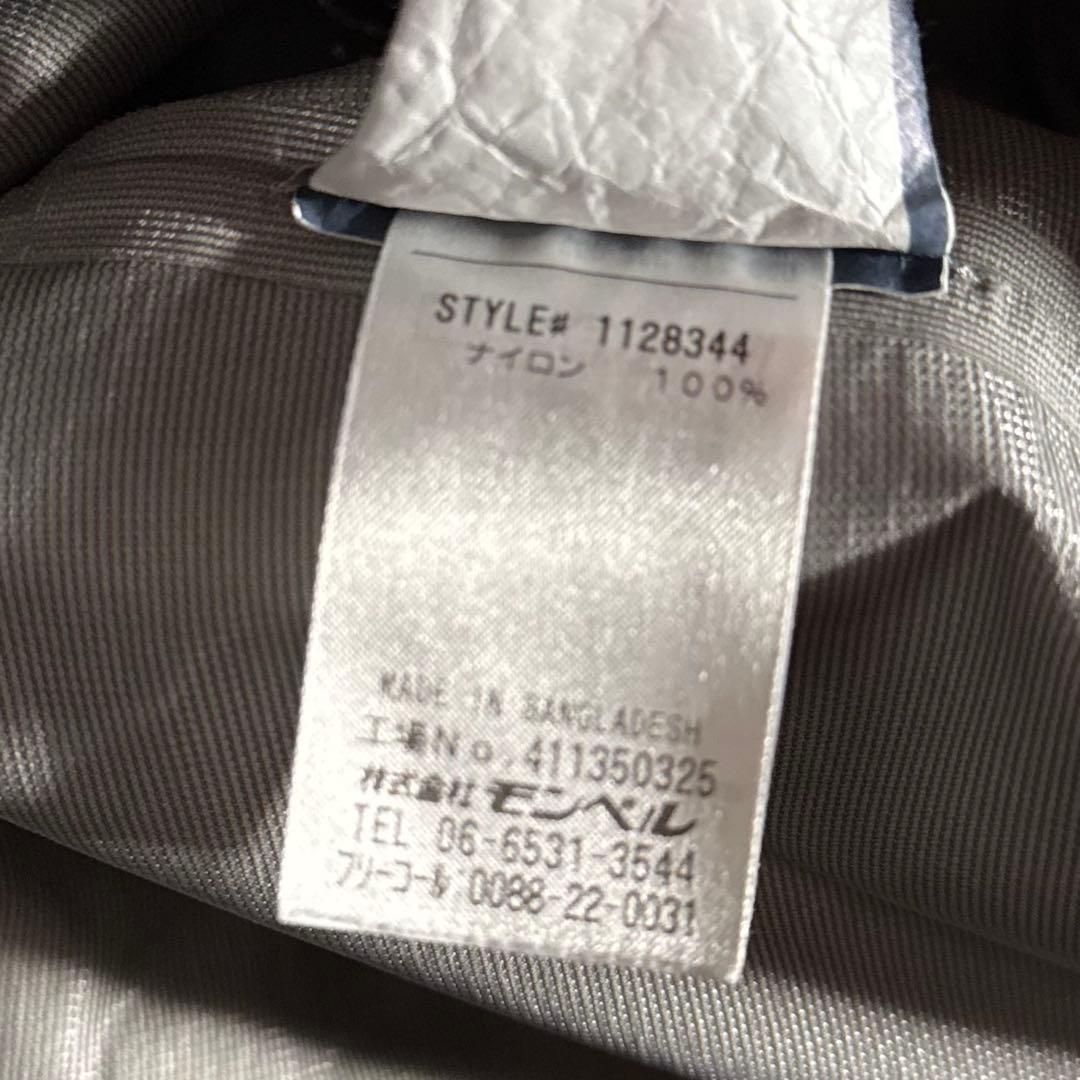 STYLE# 1128344
ナイロン 100%
MADE IN BANGLADESH
工場No.411350325
株式会社 モンベル
TEL 06-6531-3544
フリーコール 0088-22-0031